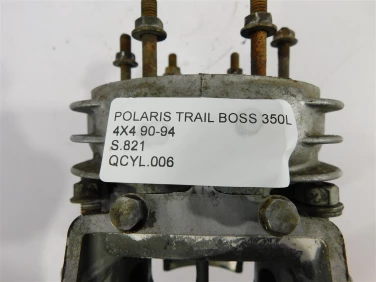 POLARIS TRAIL BOSS 350L
4X4 90-94
S.821
QCYL.006